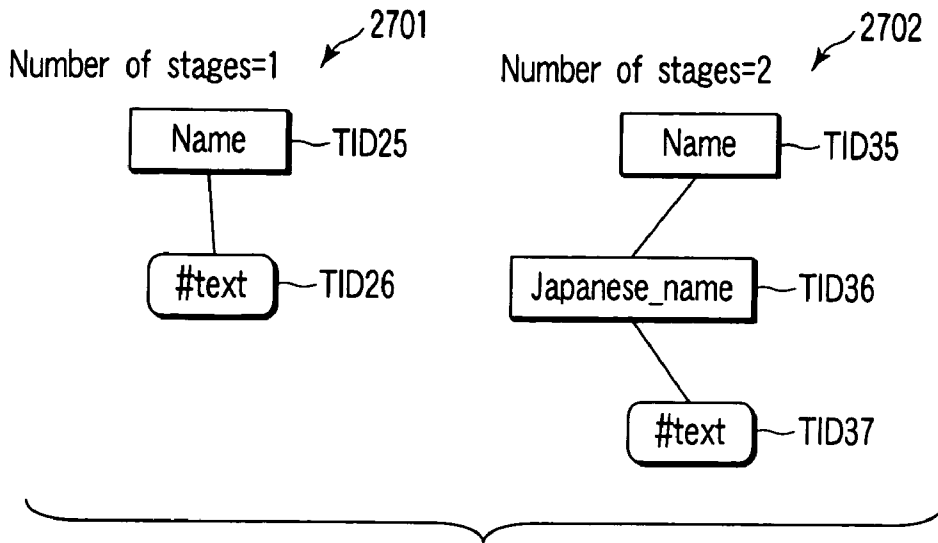 2701
Number of stages=1
Name
TID25
#text
TID26
2702
Number of stages=2
Name
TID35
Japanese_name
TID36
#text
TID37